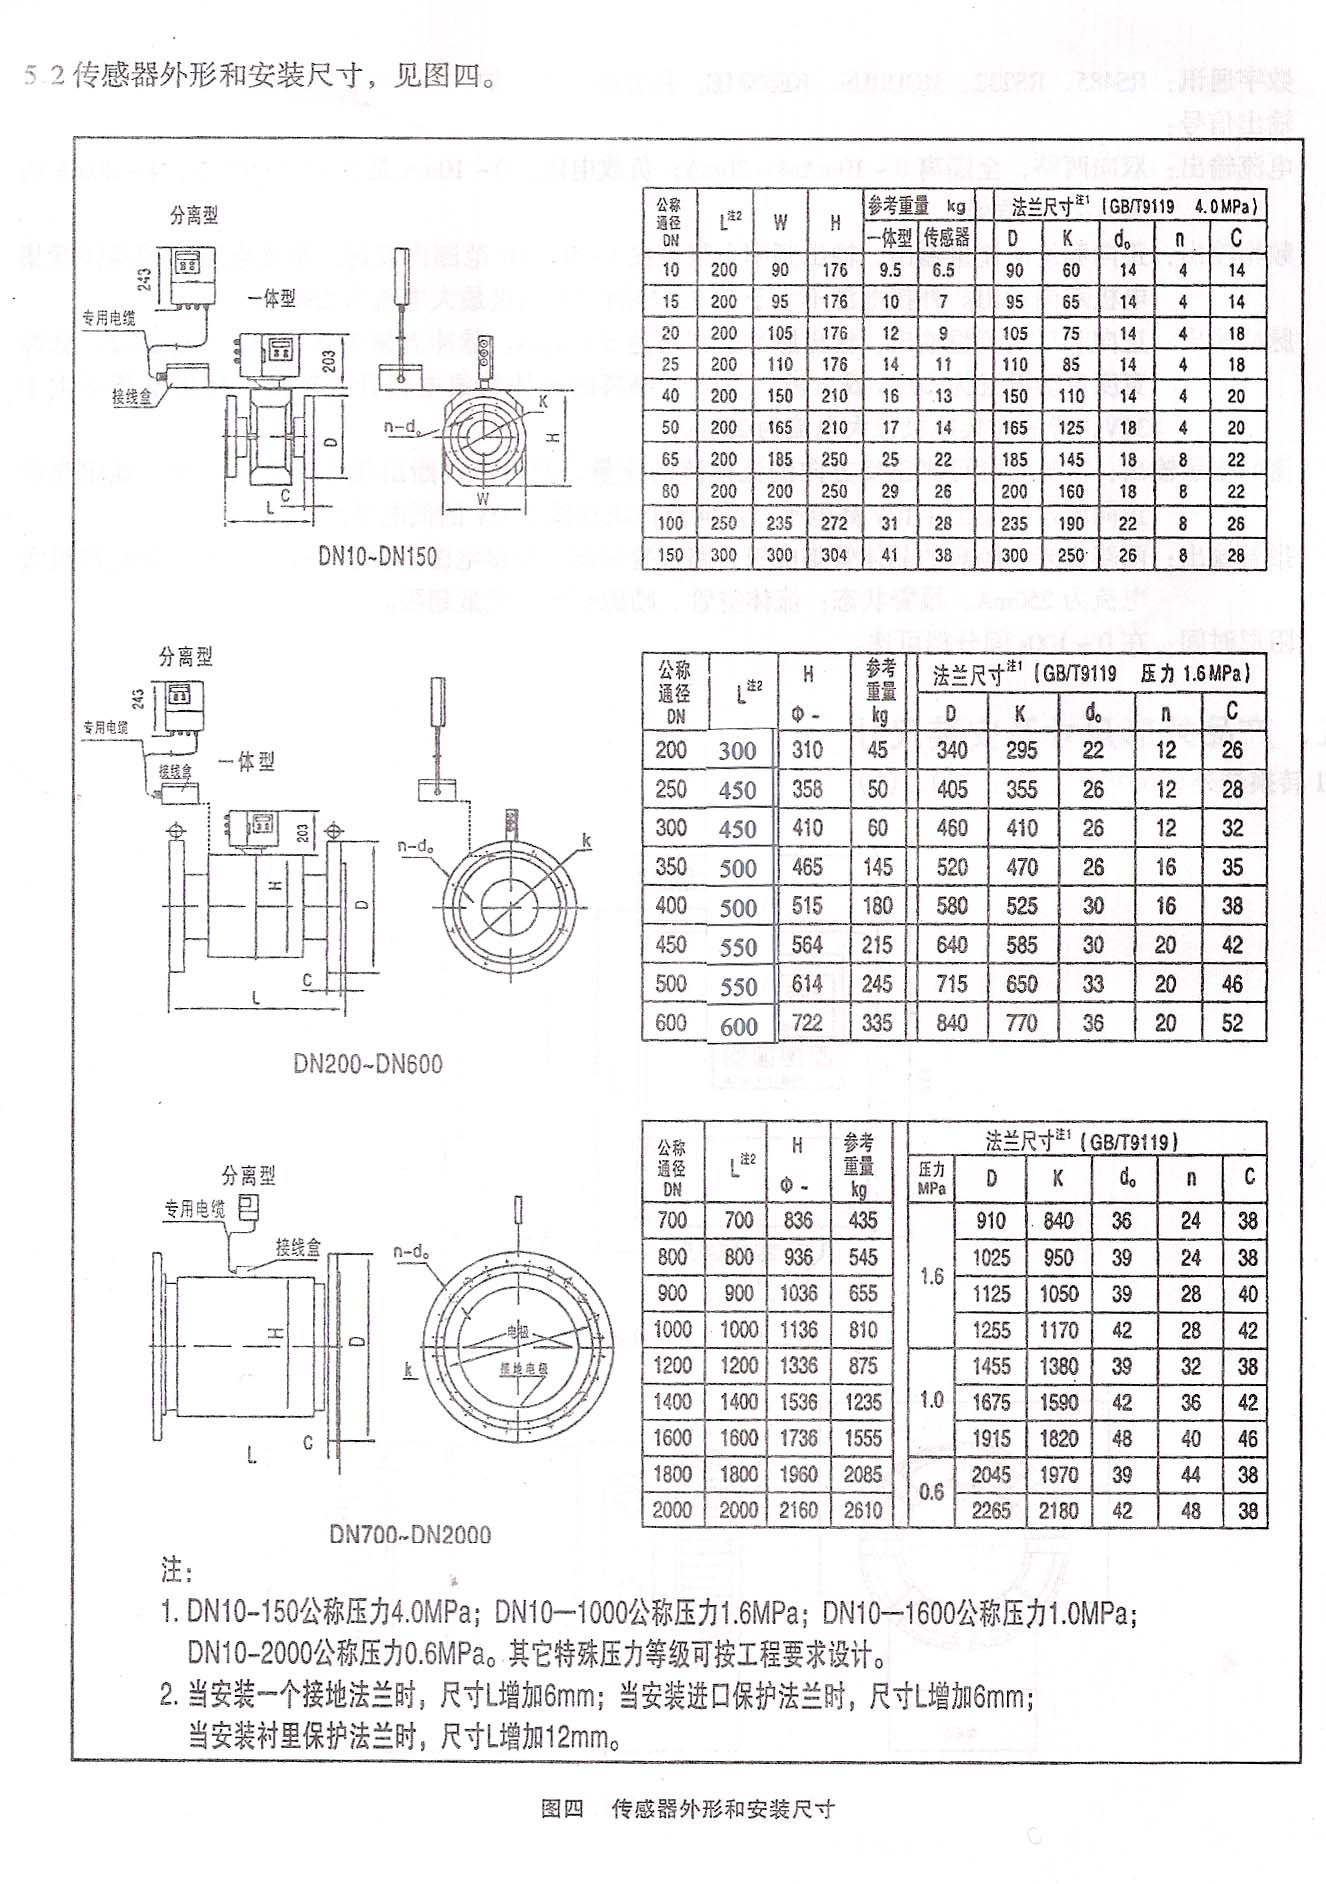 5.2传感器外形和安装尺寸，见图四。
分离型
243
一体型
专用电缆
接线盒
203
D
C
L
n-d₀
K
H
W
DN10~DN150
公称通径DN L注2 W H 参考重量 kg 法兰尺寸注1 (GB/T9119 4.0MPa)
一体型 传感器 D K d₀ n C
10 200 90 176 9.5 6.5 90 60 14 4 14
15 200 95 176 10 7 95 65 14 4 14
20 200 105 176 12 9 105 75 14 4 18
25 200 110 176 14 11 110 85 14 4 18
40 200 150 210 16 13 150 110 14 4 20
50 200 165 210 17 14 165 125 18 4 20
65 200 185 250 25 22 185 145 18 8 22
80 200 200 250 29 26 200 160 18 8 22
100 250 235 272 31 28 235 190 22 8 26
150 300 300 304 41 38 300 250 26 8 28
分离型
243
专用电缆
接线盒
一体型
203
H
D
C
L
n-d₀
k
DN200~DN600
公称通径DN L注2 H Φ- 参考重量kg 法兰尺寸注1 (GB/T9119 压力1.6MPa)
D K d₀ n C
200 300 310 45 340 295 22 12 26
250 450 358 50 405 355 26 12 28
300 450 410 60 460 410 26 12 32
350 500 465 145 520 470 26 16 35
400 500 515 180 580 525 30 16 38
450 550 564 215 640 585 30 20 42
500 550 614 245 715 650 33 20 46
600 600 722 335 840 770 36 20 52
分离型
专用电缆
接线盒
H
D
C
L
n-d₀
电极
接地电极
k
DN700~DN2000
公称通径DN L注2 H Φ- 参考重量kg 法兰尺寸注1 (GB/T9119)
压力MPa D K d₀ n C
700 700 836 435 1.6 910 840 36 24 38
800 800 936 545 1025 950 39 24 38
900 900 1036 655 1125 1050 39 28 40
1000 1000 1136 810 1255 1170 42 28 42
1200 1200 1336 875 1.0 1455 1380 39 32 38
1400 1400 1536 1235 1675 1590 42 36 42
1600 1600 1736 1555 1915 1820 48 40 46
1800 1800 1960 2085 0.6 2045 1970 39 44 38
2000 2000 2160 2610 2265 2180 42 48 38
注：
1. DN10-150公称压力4.0MPa；DN10—1000公称压力1.6MPa；DN10—1600公称压力1.0MPa；
DN10-2000公称压力0.6MPa。其它特殊压力等级可按工程要求设计。
2. 当安装一个接地法兰时，尺寸L增加6mm；当安装进口保护法兰时，尺寸L增加6mm；
当安装衬里保护法兰时，尺寸L增加12mm。
图四 传感器外形和安装尺寸